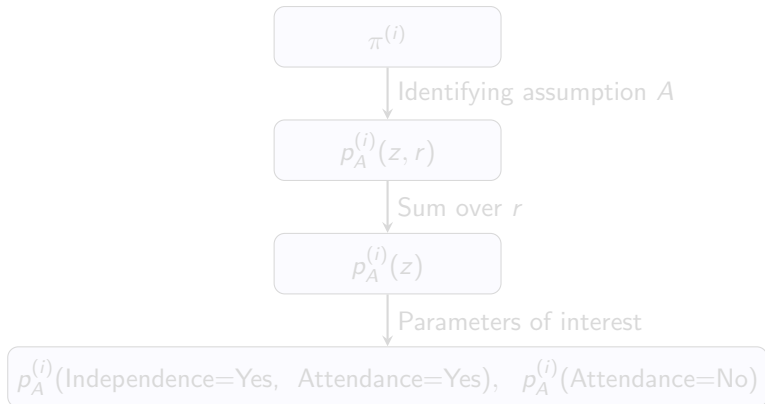 π^(i)
Identifying assumption A
p_A^(i)(z, r)
Sum over r
p_A^(i)(z)
Parameters of interest
p_A^(i)(Independence=Yes, Attendance=Yes), p_A^(i)(Attendance=No)